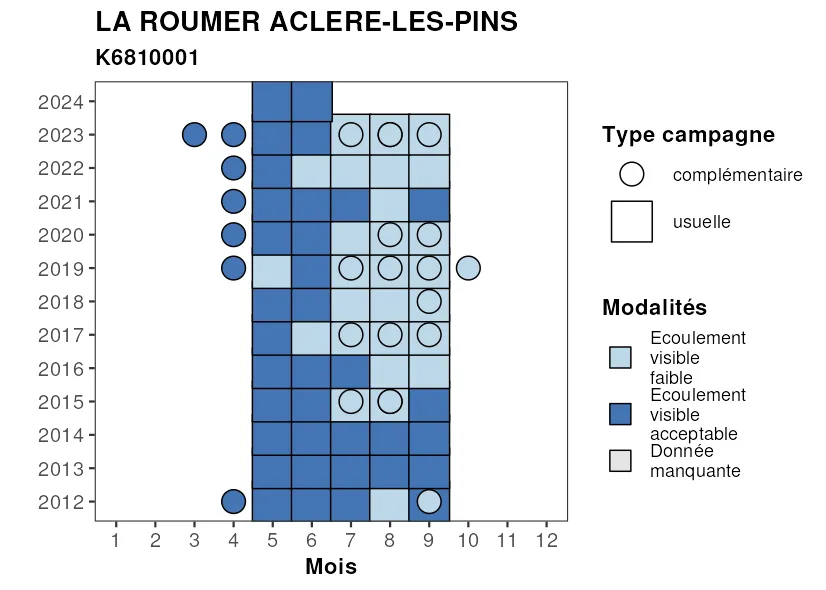 LA ROUMER ACLERE-LES-PINS
K6810001
2024
2023
2022
2021
2020
2019
2018
2017
2016
2015
2014
2013
2012
1 2 3 4 5 6 7 8 9 10 11 12
Mois
Type campagne
complémentaire
usuelle
Modalités
Ecoulement
visible
faible
Ecoulement
visible
acceptable
Donnée
manquante